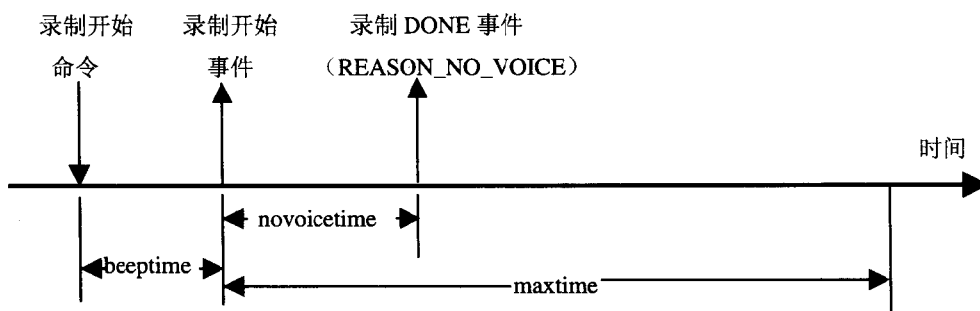 录制开始
命令
录制开始
事件
录制 DONE 事件
（REASON_NO_VOICE）
时间
novoicetime
beeptime
maxtime